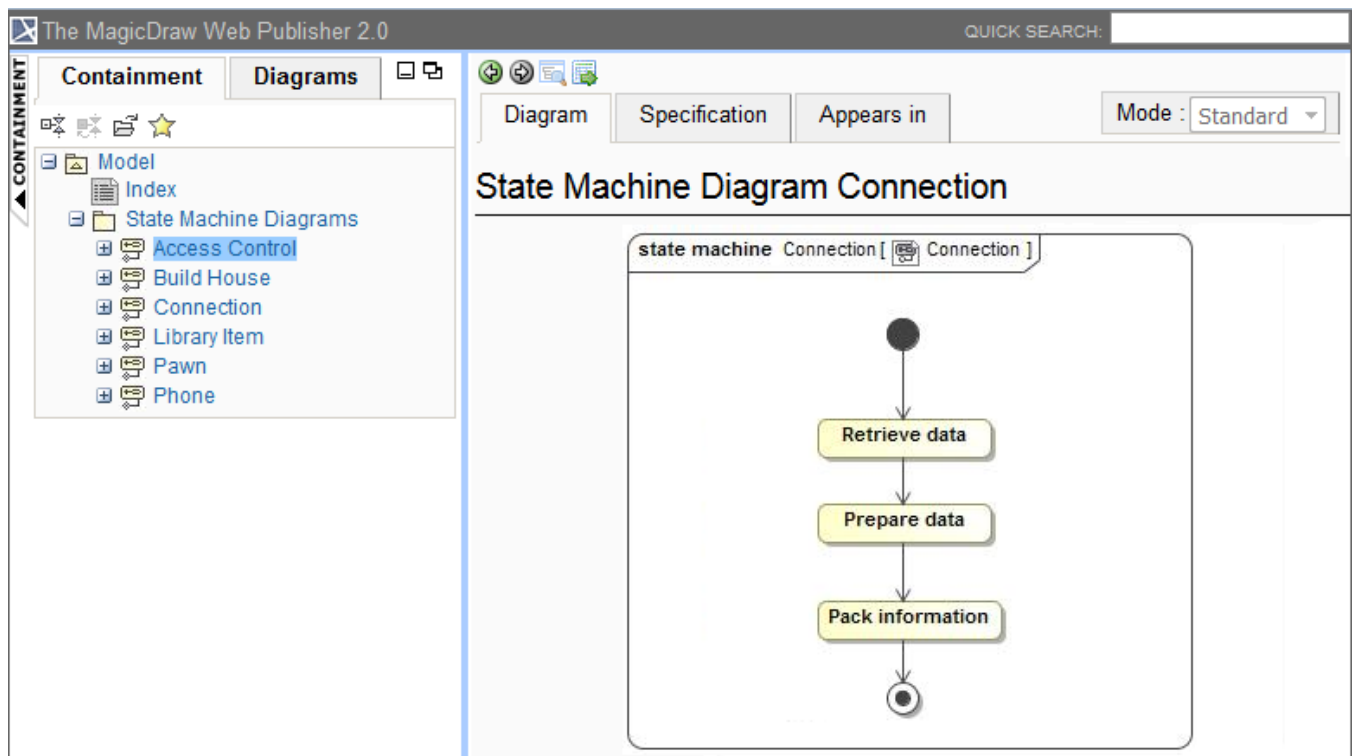 The MagicDraw Web Publisher 2.0
QUICK SEARCH:
CONTAINMENT
Containment
Diagrams
Model
Index
State Machine Diagrams
Access Control
Build House
Connection
Library Item
Pawn
Phone
Diagram
Specification
Appears in
Mode : Standard
State Machine Diagram Connection
state machine Connection [ Connection ]
Retrieve data
Prepare data
Pack information